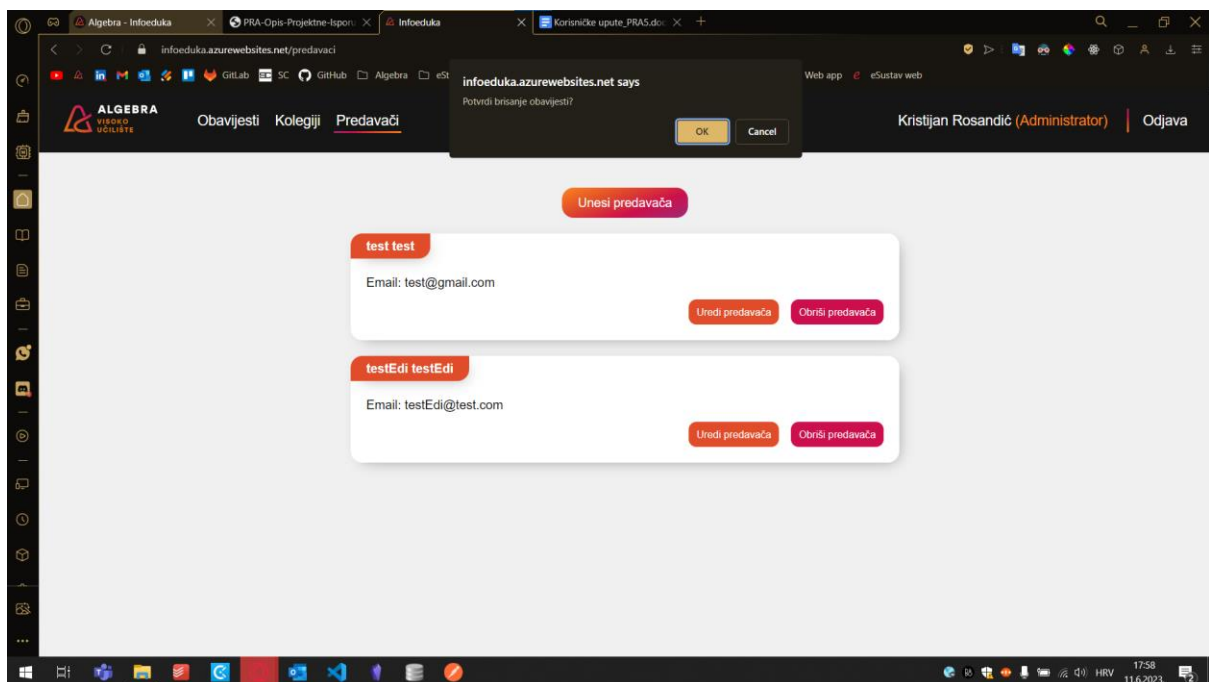 Algebra - Infoeduka
PRA-Opis-Projektne-Isporu
Infoeduka
Korisničke upute_PRA5.doc
infoeduka.azurewebsites.net/predavaci
GitLab
SC
GitHub
Algebra
eSt
Web app
eSustav web
infoeduka.azurewebsites.net says
Potvrdi brisanje obavijesti?
OK
Cancel
ALGEBRA
VISOKO
UČILIŠTE
Obavijesti
Kolegiji
Predavači
Kristijan Rosandić (Administrator)
Odjava
Unesi predavača
test test
Email: test@gmail.com
Uredi predavača
Obriši predavača
testEdi testEdi
Email: testEdi@test.com
Uredi predavača
Obriši predavača
HRV
17:58
11.6.2023.